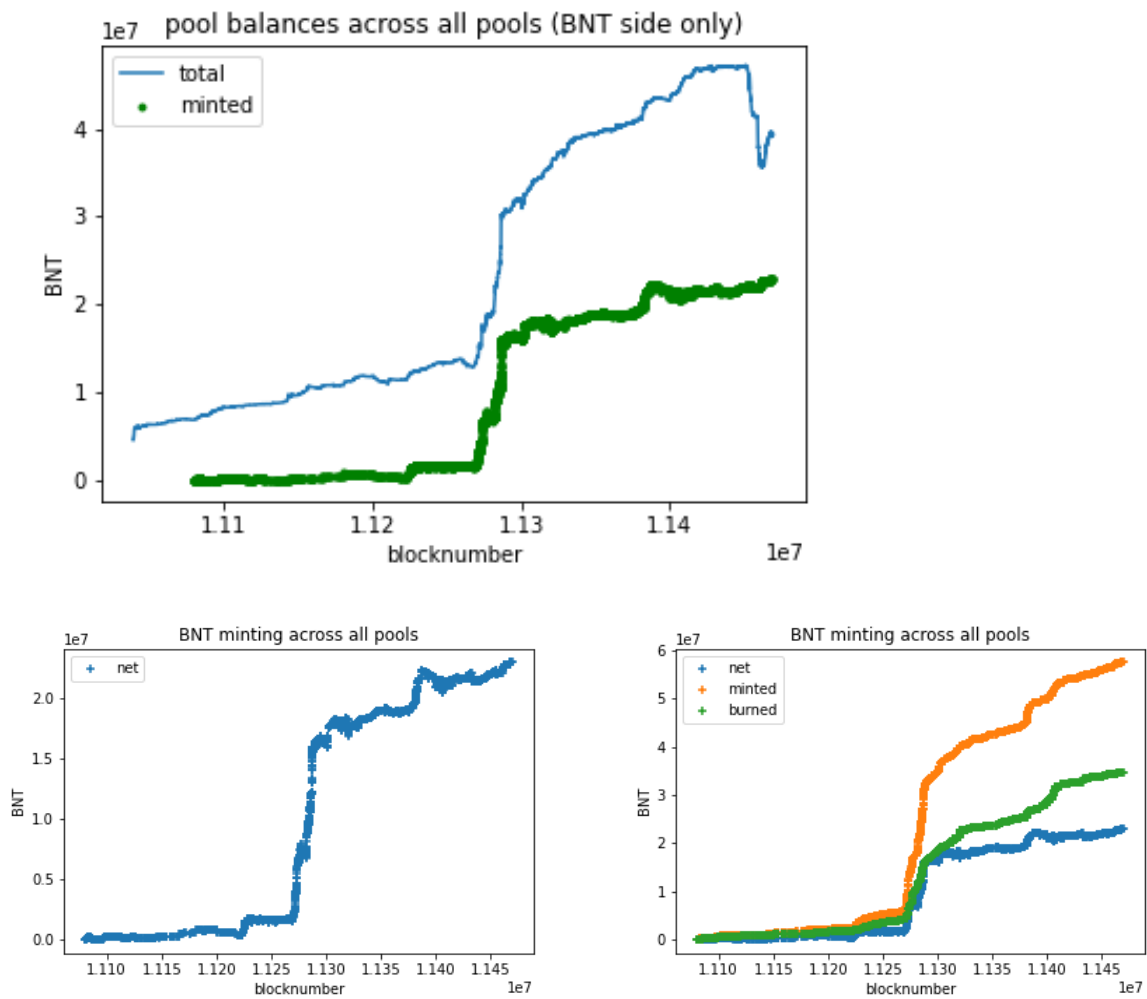 1e7
pool balances across all pools (BNT side only)
total
minted
4
3
2
1
0
BNT
1.11 1.12 1.13 1.14
blocknumber
1e7
1e7
BNT minting across all pools
net
2.0
1.5
1.0
0.5
0.0
BNT
1.110 1.115 1.120 1.125 1.130 1.135 1.140 1.145
blocknumber
1e7
1e7
BNT minting across all pools
net
minted
burned
6
5
4
3
2
1
0
BNT
1.110 1.115 1.120 1.125 1.130 1.135 1.140 1.145
blocknumber
1e7